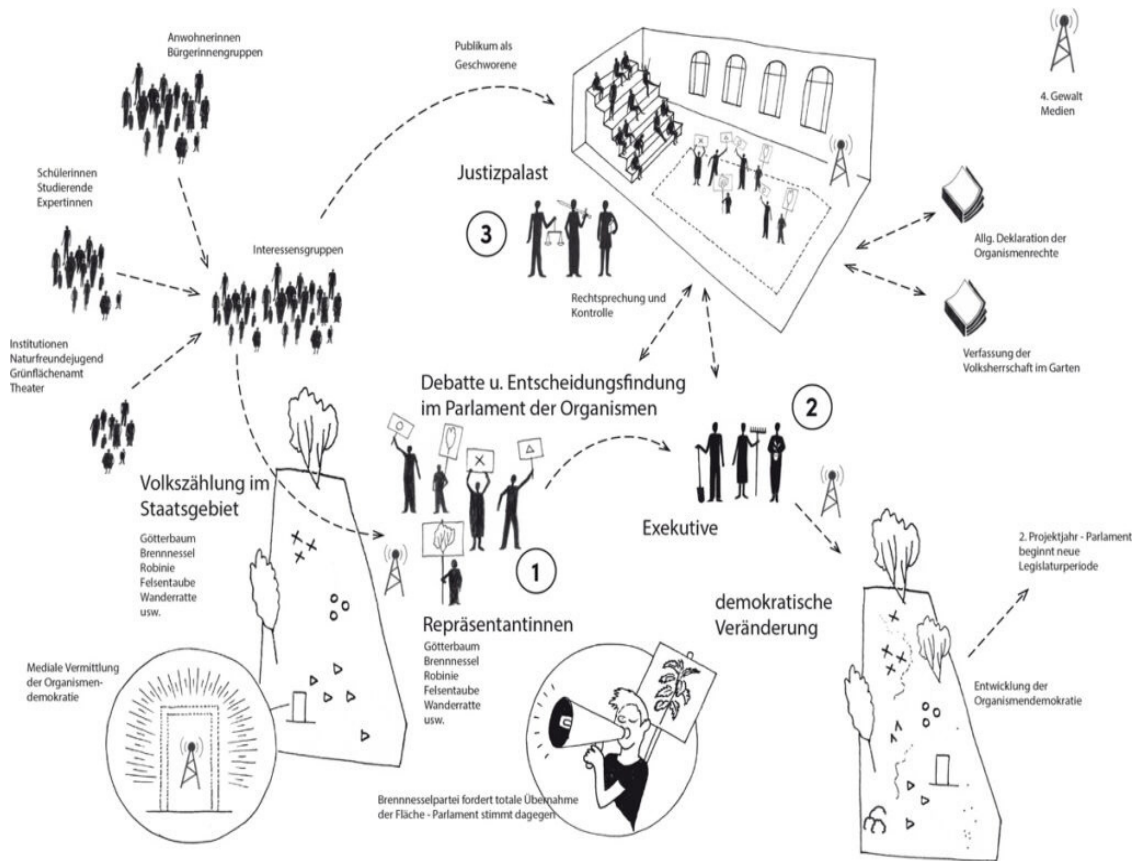 Anwohnerinnen
Bürgerinnengruppen
Publikum als
Geschworene
4. Gewalt
Medien
Schülerinnen
Studierende
Expertinnen
Justizpalast
3
Allg. Deklaration der
Organismenrechte
Interessensgruppen
Rechtsprechung und
Kontrolle
Institutionen
Naturfreundejugend
Grünflächenamt
Theater
Verfassung der
Volksherrschaft im Garten
Debatte u. Entscheidungsfindung
im Parlament der Organismen
2
Volkszählung im
Staatsgebiet
Götterbaum
Brennnessel
Robinie
Felsentaube
Wanderratte
usw.
Exekutive
1
2. Projektjahr - Parlament
beginnt neue
Legislaturperiode
Repräsentantinnen
Götterbaum
Brennnessel
Robinie
Felsentaube
Wanderratte
usw.
demokratische
Veränderung
Mediale Vermittlung
der Organismen-
demokratie
Entwicklung der
Organismendemokratie
Brennnesselpartei fordert totale Übernahme
der Fläche - Parlament stimmt dagegen